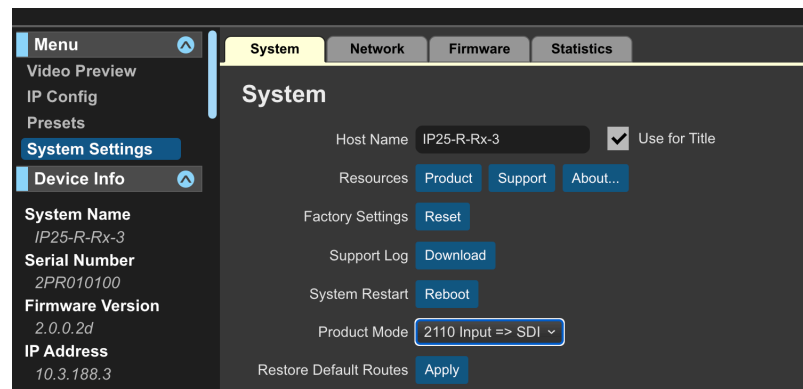 Menu
Video Preview
IP Config
Presets
System Settings
Device Info
System Name
IP25-R-Rx-3
Serial Number
2PR010100
Firmware Version
2.0.0.2d
IP Address
10.3.188.3
System Network Firmware Statistics
System
Host Name IP25-R-Rx-3 Use for Title
Resources Product Support About...
Factory Settings Reset
Support Log Download
System Restart Reboot
Product Mode 2110 Input => SDI
Restore Default Routes Apply